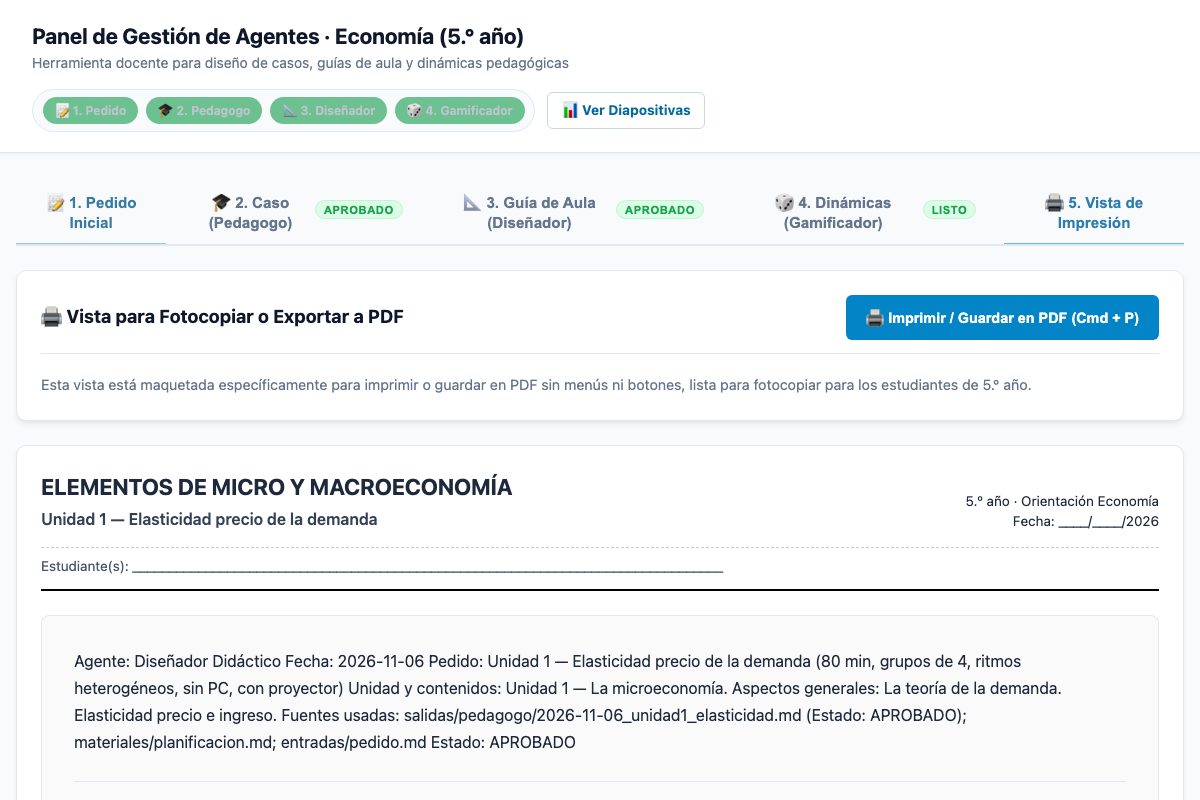 Panel de Gestión de Agentes · Economía (5.º año)
Herramienta docente para diseño de casos, guías de aula y dinámicas pedagógicas
1. Pedido
2. Pedagogo
3. Diseñador
4. Gamificador
Ver Diapositivas
1. Pedido
Inicial
2. Caso
(Pedagogo)
APROBADO
3. Guía de Aula
(Diseñador)
APROBADO
4. Dinámicas
(Gamificador)
LISTO
5. Vista de
Impresión
Vista para Fotocopiar o Exportar a PDF
Imprimir / Guardar en PDF (Cmd + P)
Esta vista está maquetada específicamente para imprimir o guardar en PDF sin menús ni botones, lista para fotocopiar para los estudiantes de 5.º año.
ELEMENTOS DE MICRO Y MACROECONOMÍA
Unidad 1 — Elasticidad precio de la demanda
5.º año · Orientación Economía
Fecha: ____/____/2026
Estudiante(s): ______________________________________________________________________________
Agente: Diseñador Didáctico Fecha: 2026-11-06 Pedido: Unidad 1 — Elasticidad precio de la demanda (80 min, grupos de 4, ritmos
heterogéneos, sin PC, con proyector) Unidad y contenidos: Unidad 1 — La microeconomía. Aspectos generales: La teoría de la demanda.
Elasticidad precio e ingreso. Fuentes usadas: salidas/pedagogo/2026-11-06_unidad1_elasticidad.md (Estado: APROBADO);
materiales/planificacion.md; entradas/pedido.md Estado: APROBADO